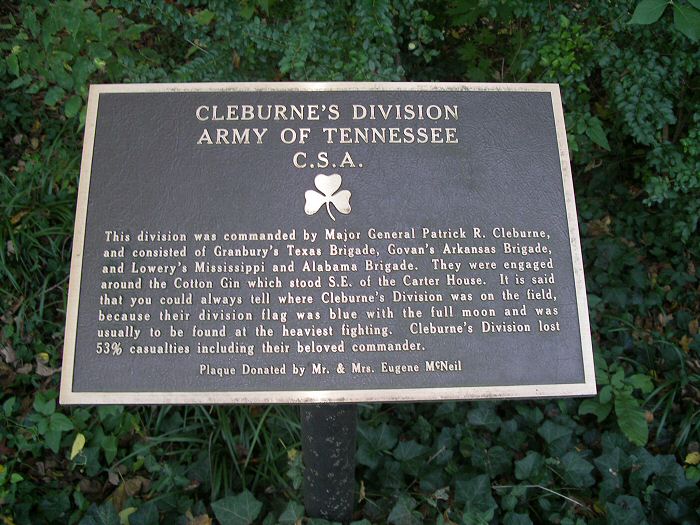 CLEBURNE'S DIVISION
ARMY OF TENNESSEE
C.S.A.
This division was commanded by Major General Patrick R. Cleburne,
and consisted of Granbury's Texas Brigade, Govan's Arkansas Brigade,
and Lowery's Mississippi and Alabama Brigade. They were engaged
around the Cotton Gin which stood S.E. of the Carter House. It is said
that you could always tell where Cleburne's Division was on the field,
because their division flag was blue with the full moon and was
usually to be found at the heaviest fighting. Cleburne's Division lost
53% casualties including their beloved commander.
Plaque Donated by Mr. & Mrs. Eugene McNeil